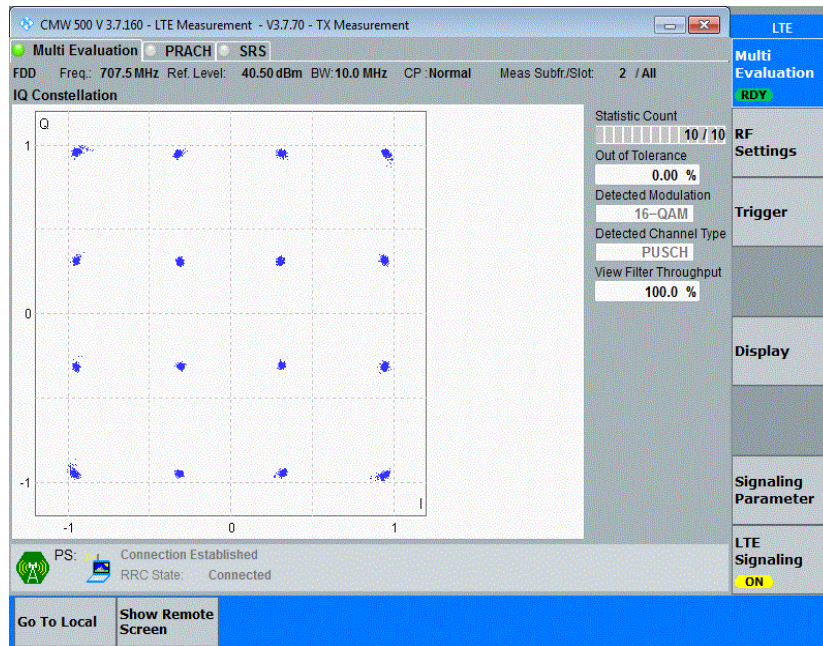 CMW 500 V 3.7.160 - LTE Measurement - V3.7.70 - TX Measurement
LTE
Multi Evaluation PRACH SRS
FDD Freq.: 707.5 MHz Ref. Level: 40.50 dBm BW: 10.0 MHz CP : Normal Meas Subfr./Slot: 2 / All
IQ Constellation
Q
1
0
-1
-1 0 1
I
Statistic Count
10 / 10
Out of Tolerance
0.00 %
Detected Modulation
16-QAM
Detected Channel Type
PUSCH
View Filter Throughput
100.0 %
Multi
Evaluation
RDY
RF
Settings
Trigger
Display
Signaling
Parameter
LTE
Signaling
ON
PS: Connection Established
RRC State: Connected
Go To Local
Show Remote
Screen